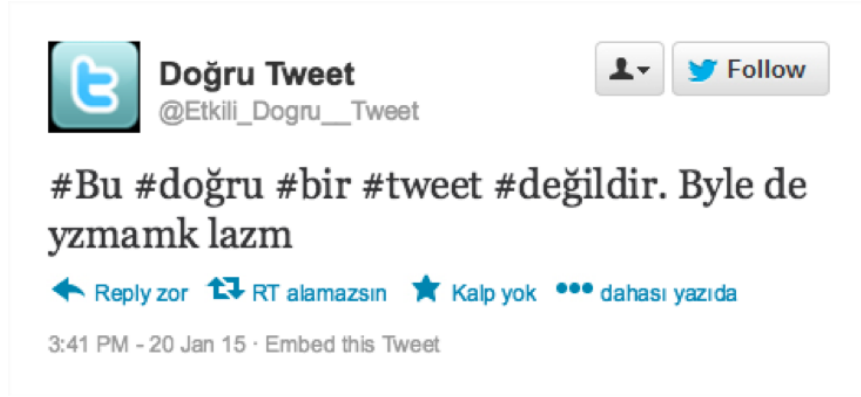 Doğru Tweet
@Etkili_Dogru__Tweet
Follow
#Bu #doğru #bir #tweet #değildir. Byle de
yzmamk lazm
Reply zor RT alamazsın Kalp yok dahası yazıda
3:41 PM - 20 Jan 15 · Embed this Tweet